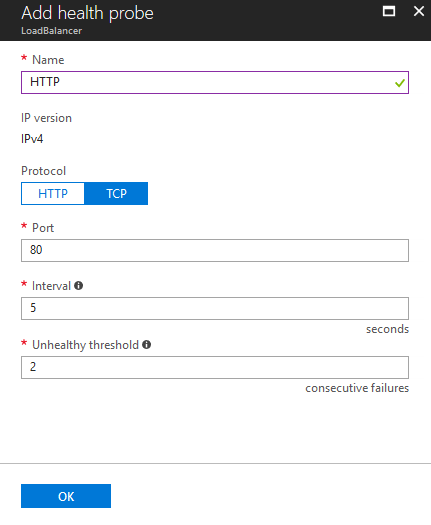 Add health probe
LoadBalancer
* Name
HTTP
IP version
IPv4
Protocol
HTTP TCP
* Port
80
* Interval
5
seconds
* Unhealthy threshold
2
consecutive failures
OK